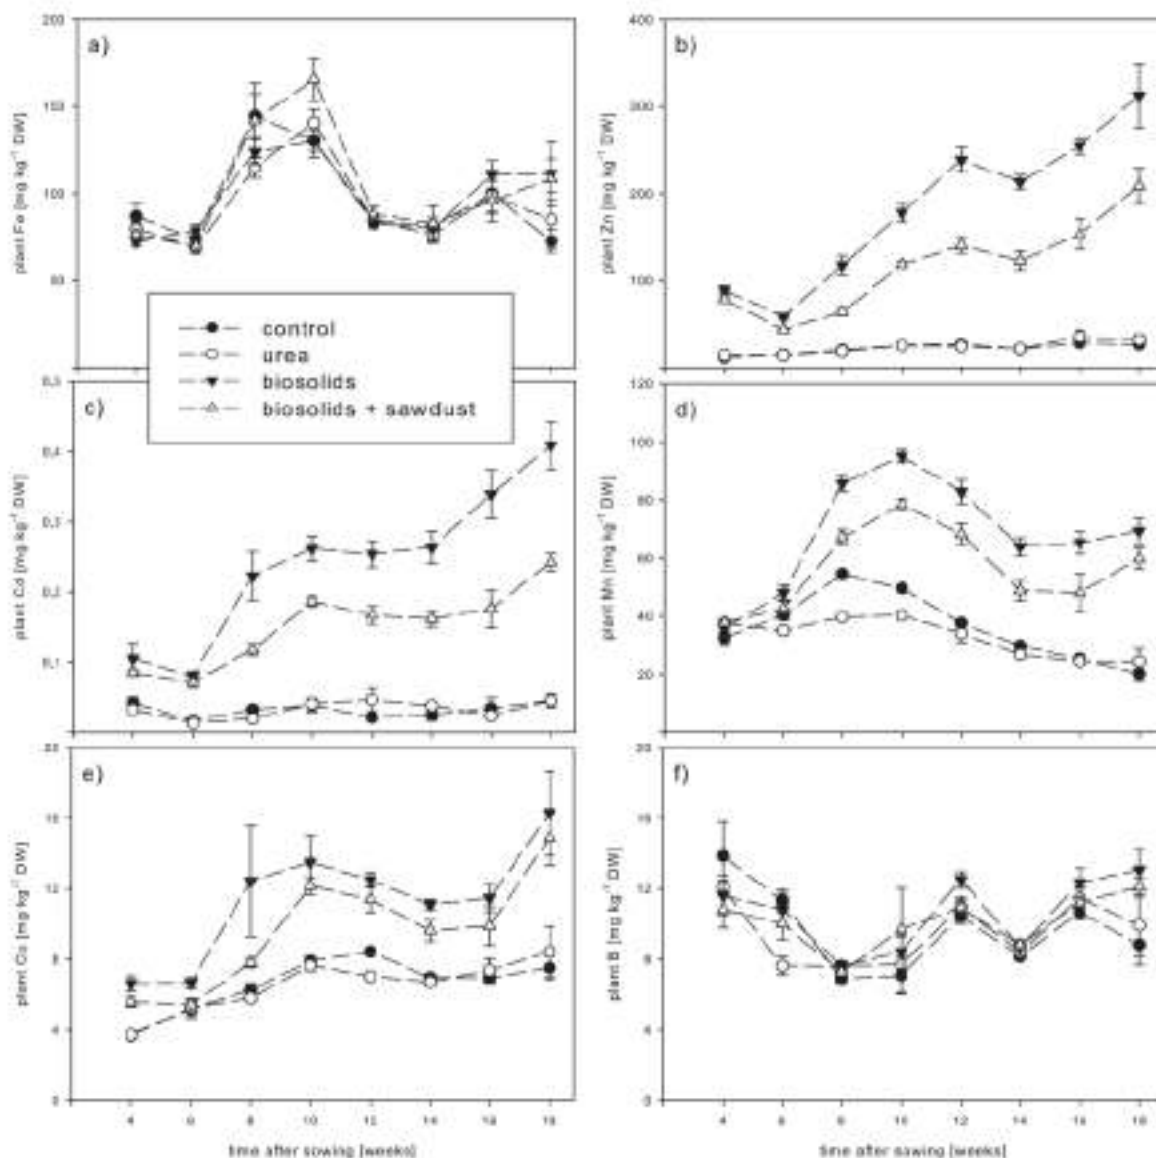 a)
plant Fe [mg kg⁻¹ DW]
200
150
100
50
b)
plant Zn [mg kg⁻¹ DW]
400
300
200
100
control
urea
biosolids
biosolids + sawdust
c)
plant Cd [mg kg⁻¹ DW]
0,5
0,4
0,3
0,2
0,1
d)
plant Mn [mg kg⁻¹ DW]
120
100
80
60
40
20
e)
plant Cu [mg kg⁻¹ DW]
20
16
12
8
4
0
4 6 8 10 12 14 16 18
time after sowing [weeks]
f)
plant B [mg kg⁻¹ DW]
20
16
12
8
4
0
4 6 8 10 12 14 16 18
time after sowing [weeks]